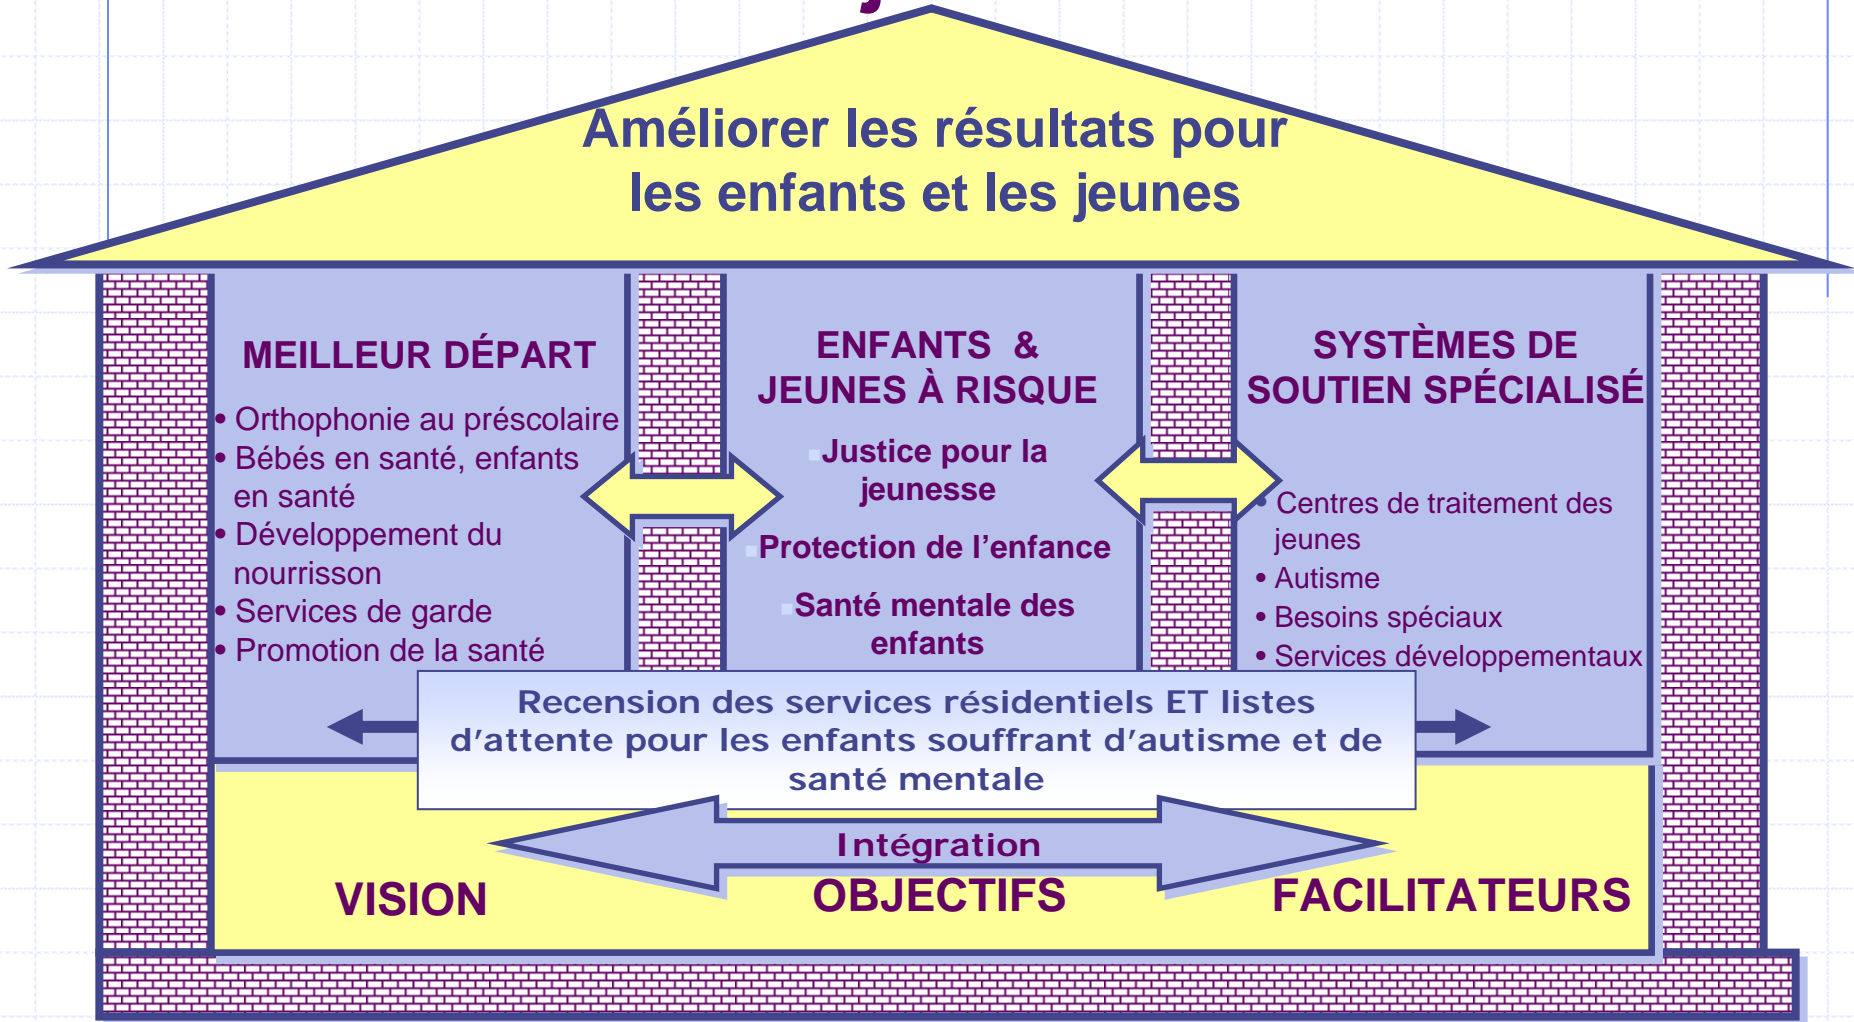 Améliorer les résultats pour
les enfants et les jeunes
MEILLEUR DÉPART
• Orthophonie au préscolaire
• Bébés en santé, enfants
en santé
• Développement du
nourrisson
• Services de garde
• Promotion de la santé
ENFANTS &
JEUNES À RISQUE
Justice pour la
jeunesse
Protection de l'enfance
Santé mentale des
enfants
SYSTÈMES DE
SOUTIEN SPÉCIALISÉ
• Centres de traitement des
jeunes
• Autisme
• Besoins spéciaux
• Services développementaux
Recension des services résidentiels ET listes
d'attente pour les enfants souffrant d'autisme et de
santé mentale
Intégration
VISION
OBJECTIFS
FACILITATEURS